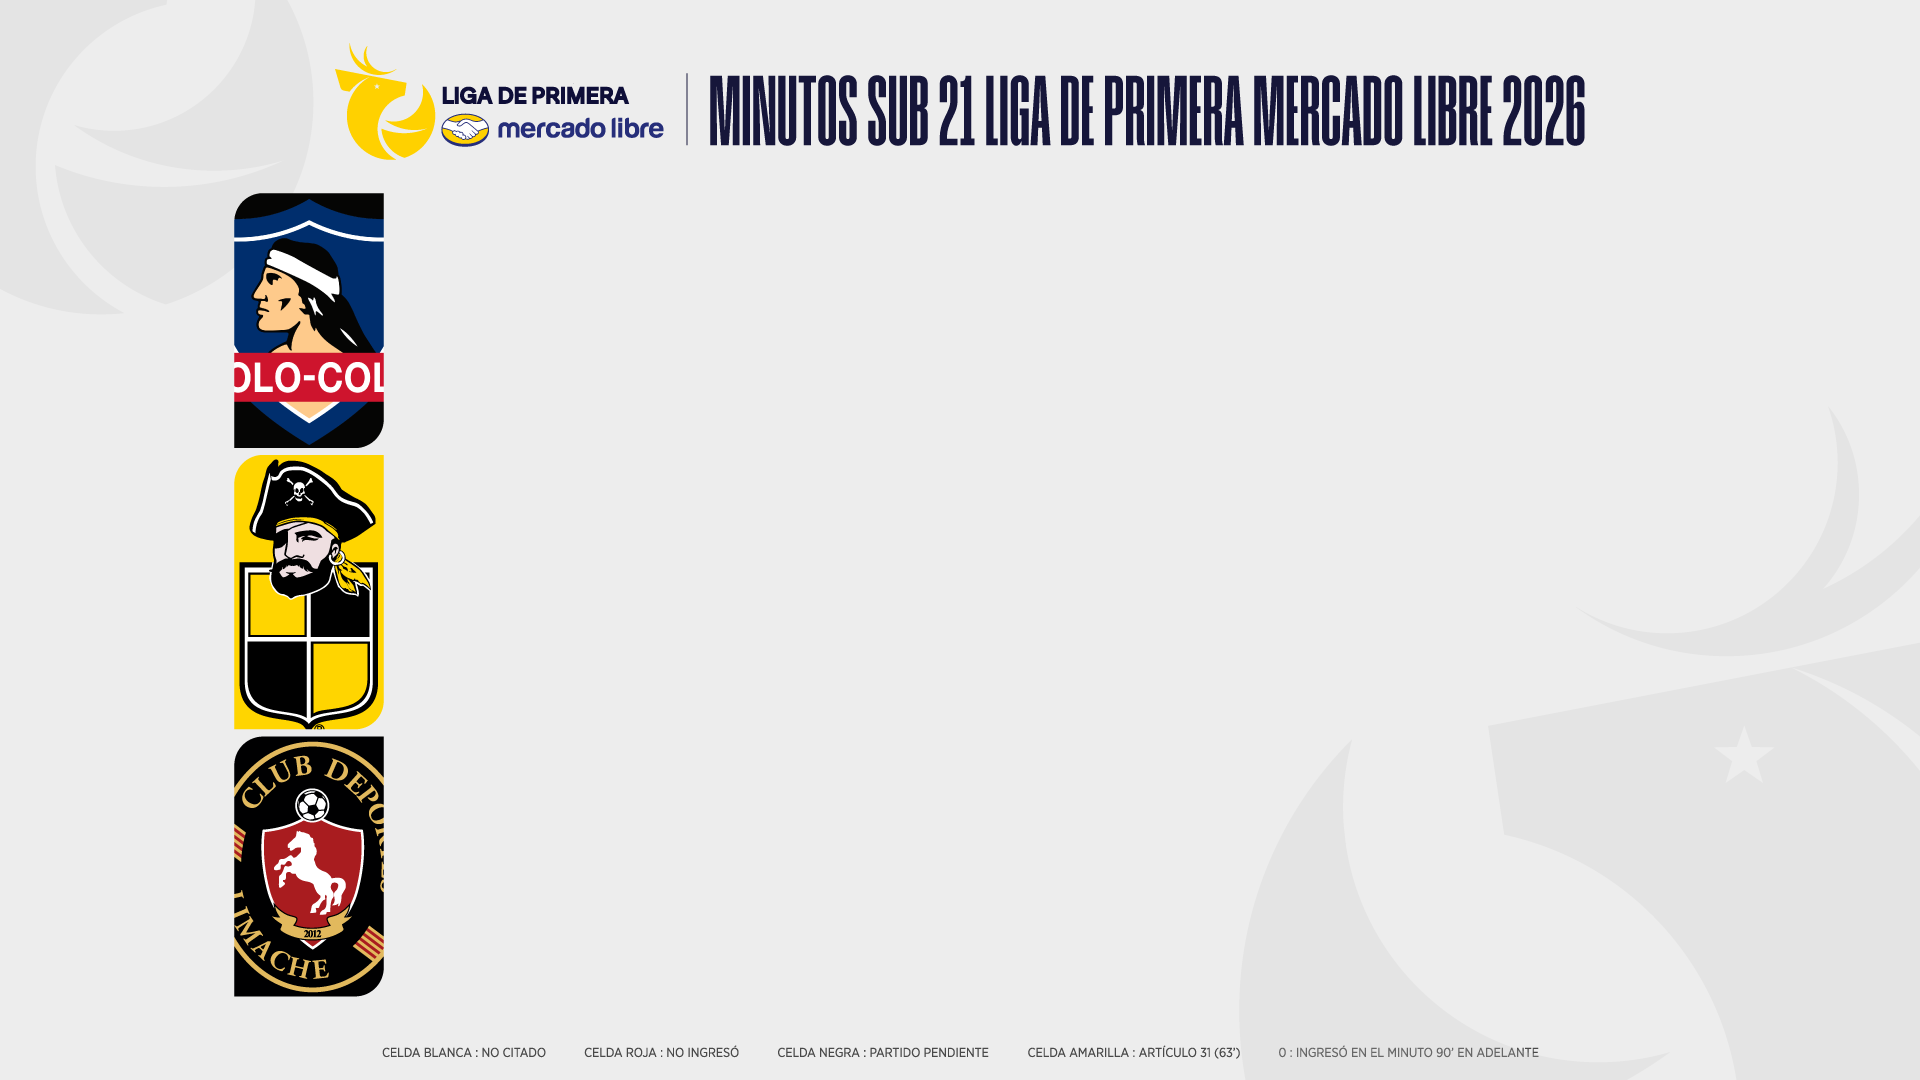 LIGA DE PRIMERA
mercado libre
MINUTOS SUB 21 LIGA DE PRIMERA MERCADO LIBRE 2026
OLO-COL
®
CLUB DEPORTES
2012
LIMACHE
CELDA BLANCA : NO CITADO
CELDA ROJA : NO INGRESÓ
CELDA NEGRA : PARTIDO PENDIENTE
CELDA AMARILLA : ARTÍCULO 31 (63’)
0 : INGRESÓ EN EL MINUTO 90’ EN ADELANTE